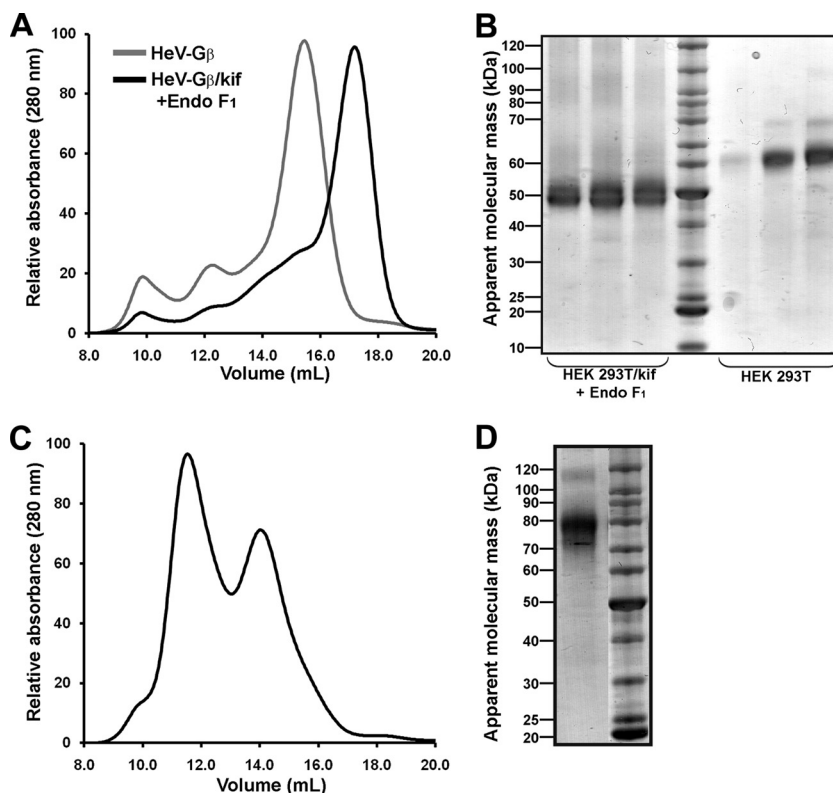 A
Relative absorbance (280 nm)
100
80
60
40
20
0
HeV-Gβ
HeV-Gβ/kif
+Endo F₁
8.0 10.0 12.0 14.0 16.0 18.0 20.0
Volume (mL)
B
Apparent molecular mass (kDa)
120
100
90
80
70
60
50
40
30
25
20
10
HEK 293T/kif
+ Endo F₁
HEK 293T
C
Relative absorbance (280 nm)
100
80
60
40
20
0
8.0 10.0 12.0 14.0 16.0 18.0 20.0
Volume (mL)
D
Apparent molecular mass (kDa)
120
100
90
80
70
60
50
40
30
25
20